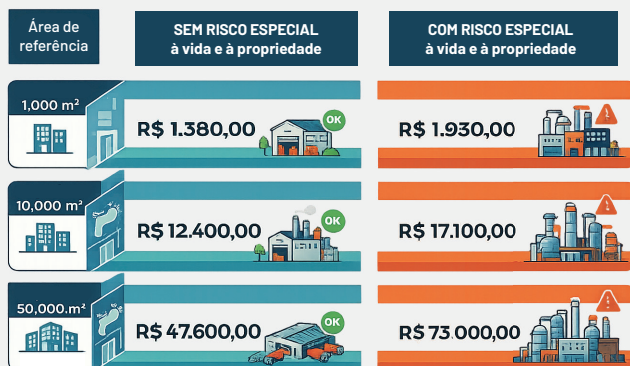 Área de
referência
SEM RISCO ESPECIAL
à vida e à propriedade
COM RISCO ESPECIAL
à vida e à propriedade
1,000 m²
R$ 1.380,00
OK
R$ 1.930,00
!
10,000 m²
R$ 12.400,00
OK
R$ 17.100,00
!
50,000.m²
R$ 47.600,00
OK
R$ 73.000,00
!